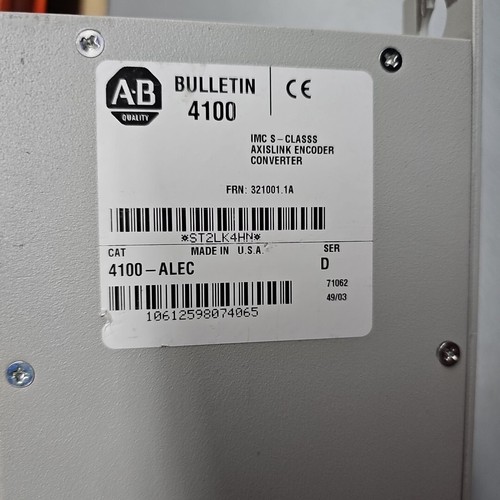 A-B
QUALITY
BULLETIN
4100
CE
IMC S-CLASSS
AXISLINK ENCODER
CONVERTER
FRN: 321001.1A
*ST2LK4HN*
CAT MADE IN U.S.A. SER
4100-ALEC D
71062
49/03
10612598074065